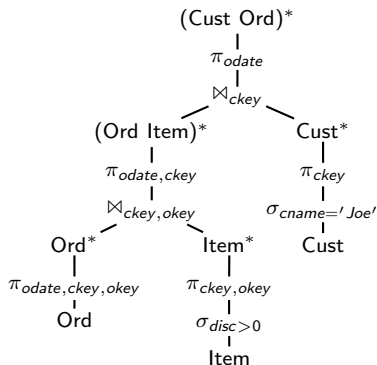 (Cust Ord)*
π_odate
⋈_ckey
(Ord Item)* Cust*
π_odate,ckey π_ckey
⋈_ckey,okey σ_cname='Joe'
Ord* Item* Cust
π_odate,ckey,okey π_ckey,okey
Ord σ_disc>0
Item